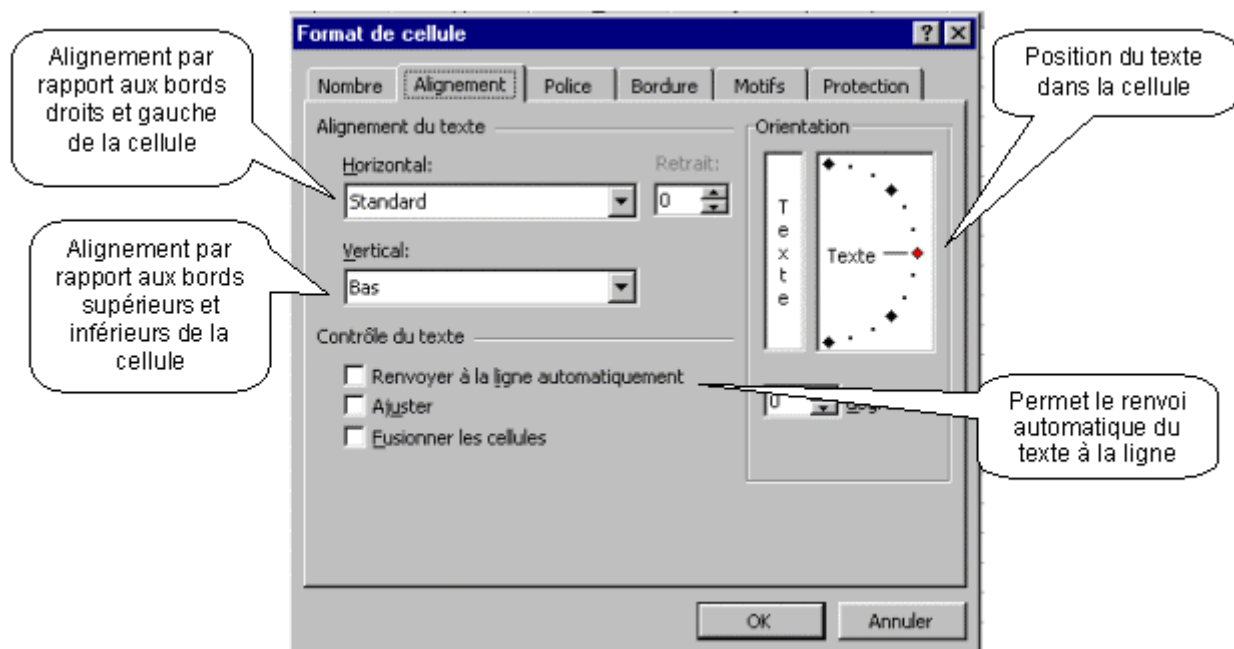 Format de cellule
Alignement par
rapport aux bords
droits et gauche
de la cellule
Position du texte
dans la cellule
Nombre
Alignement
Police
Bordure
Motifs
Protection
Alignement du texte
Horizontal:
Retrait:
Standard
0
Vertical:
Bas
Alignement par
rapport aux bords
supérieurs et
inférieurs de la
cellule
Orientation
T
e
x
t
e
Texte
Contrôle du texte
Renvoyer à la ligne automatiquement
Ajuster
Fusionner les cellules
0
Permet le renvoi
automatique du
texte à la ligne
OK
Annuler